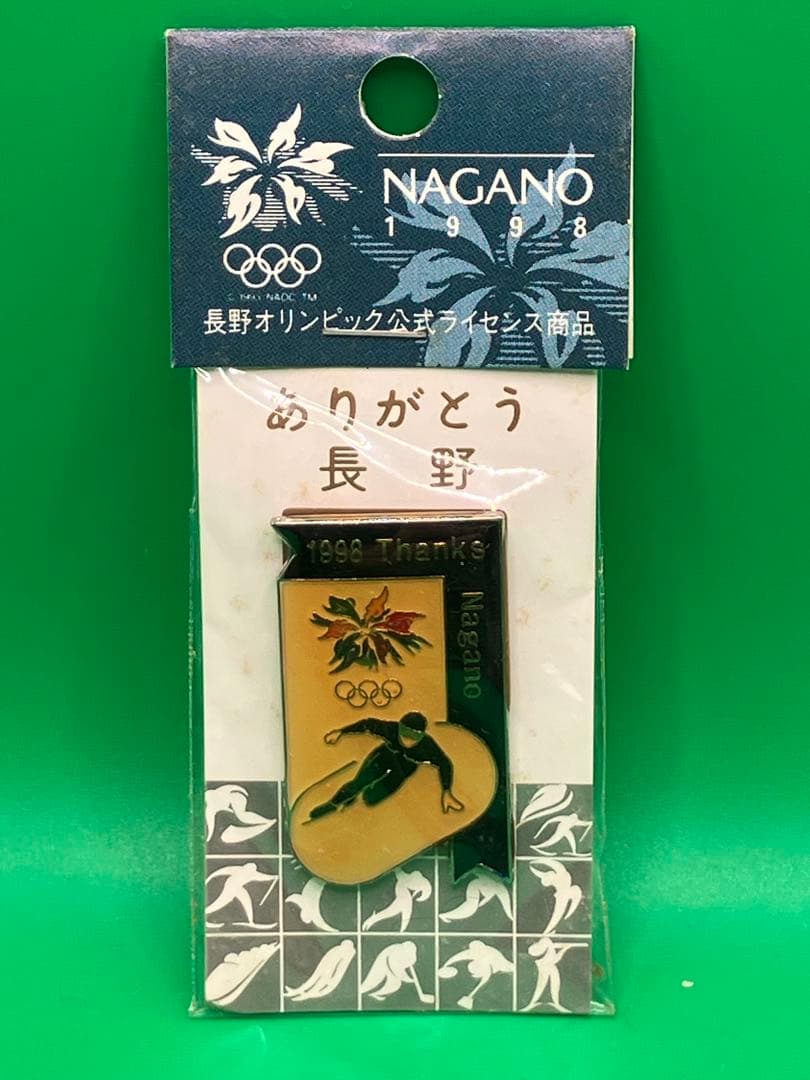 NAGANO
1998
長野オリンピック公式ライセンス商品
ありがとう
長野
1998 Thanks
Nagano